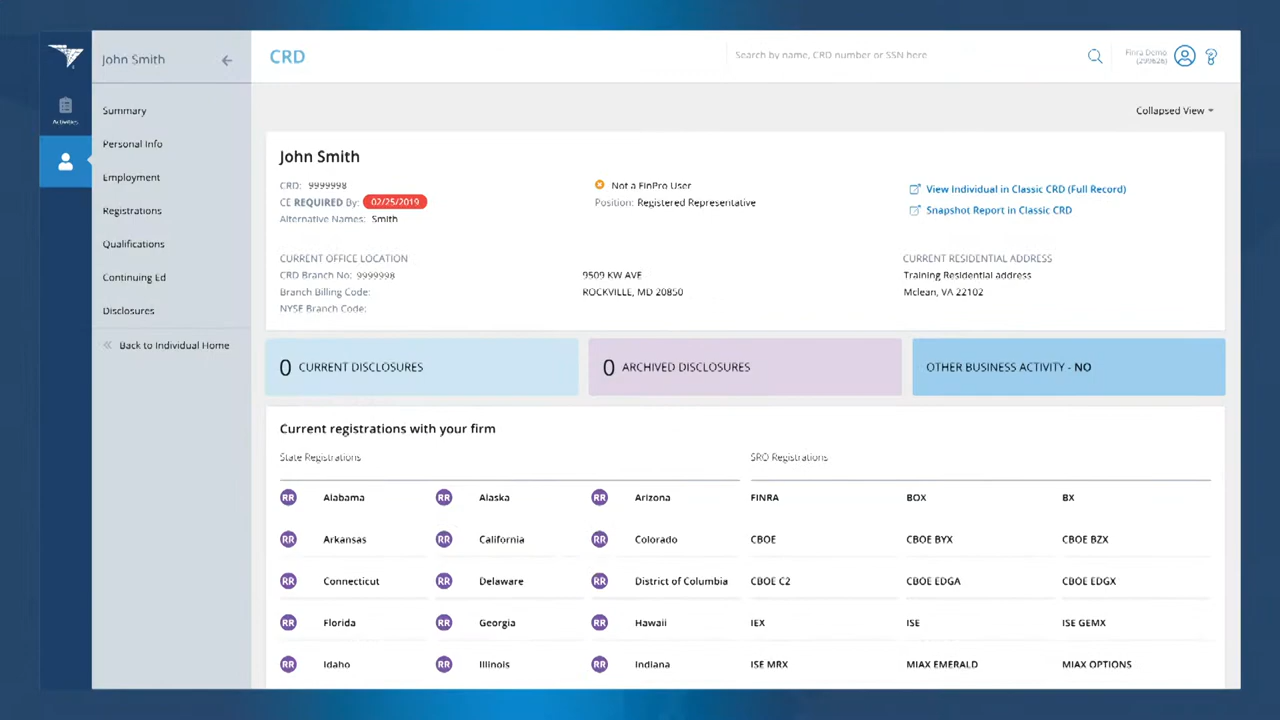 John Smith
CRD
Search by name, CRD number or SSN here
Finra Demo
(299626)
Activities
Summary
Personal Info
Employment
Registrations
Qualifications
Continuing Ed
Disclosures
Back to Individual Home
Collapsed View
John Smith
CRD: 9999998
CE REQUIRED By: 02/25/2019
Alternative Names: Smith
Not a FinPro User
Position: Registered Representative
View Individual in Classic CRD (Full Record)
Snapshot Report in Classic CRD
CURRENT OFFICE LOCATION
CRD Branch No: 9999998
Branch Billing Code:
NYSE Branch Code:
9509 KW AVE
ROCKVILLE, MD 20850
CURRENT RESIDENTIAL ADDRESS
Training Residential address
Mclean, VA 22102
0 CURRENT DISCLOSURES
0 ARCHIVED DISCLOSURES
OTHER BUSINESS ACTIVITY - NO
Current registrations with your firm
State Registrations
SRO Registrations
RR Alabama RR Alaska RR Arizona FINRA BOX BX
RR Arkansas RR California RR Colorado CBOE CBOE BYX CBOE BZX
RR Connecticut RR Delaware RR District of Columbia CBOE C2 CBOE EDGA CBOE EDGX
RR Florida RR Georgia RR Hawaii IEX ISE ISE GEMX
RR Idaho RR Illinois RR Indiana ISE MRX MIAX EMERALD MIAX OPTIONS